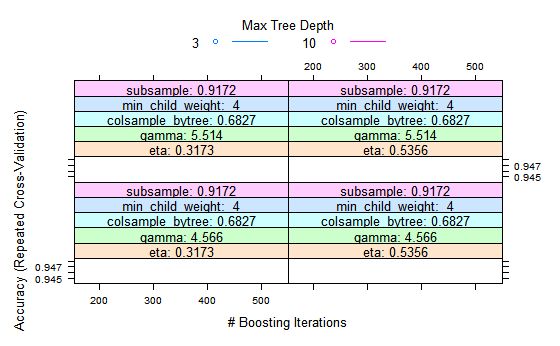 Max Tree Depth
3 10
200 300 400 500
subsample: 0.9172 subsample: 0.9172
min_child_weight: 4 min_child_weight: 4
colsample_bytree: 0.6827 colsample_bytree: 0.6827
gamma: 5.514 gamma: 5.514
eta: 0.3173 eta: 0.5356
0.947
0.945
subsample: 0.9172 subsample: 0.9172
min_child_weight: 4 min_child_weight: 4
colsample_bytree: 0.6827 colsample_bytree: 0.6827
gamma: 4.566 gamma: 4.566
eta: 0.3173 eta: 0.5356
0.947
0.945
200 300 400 500
# Boosting Iterations
Accuracy (Repeated Cross-Validation)